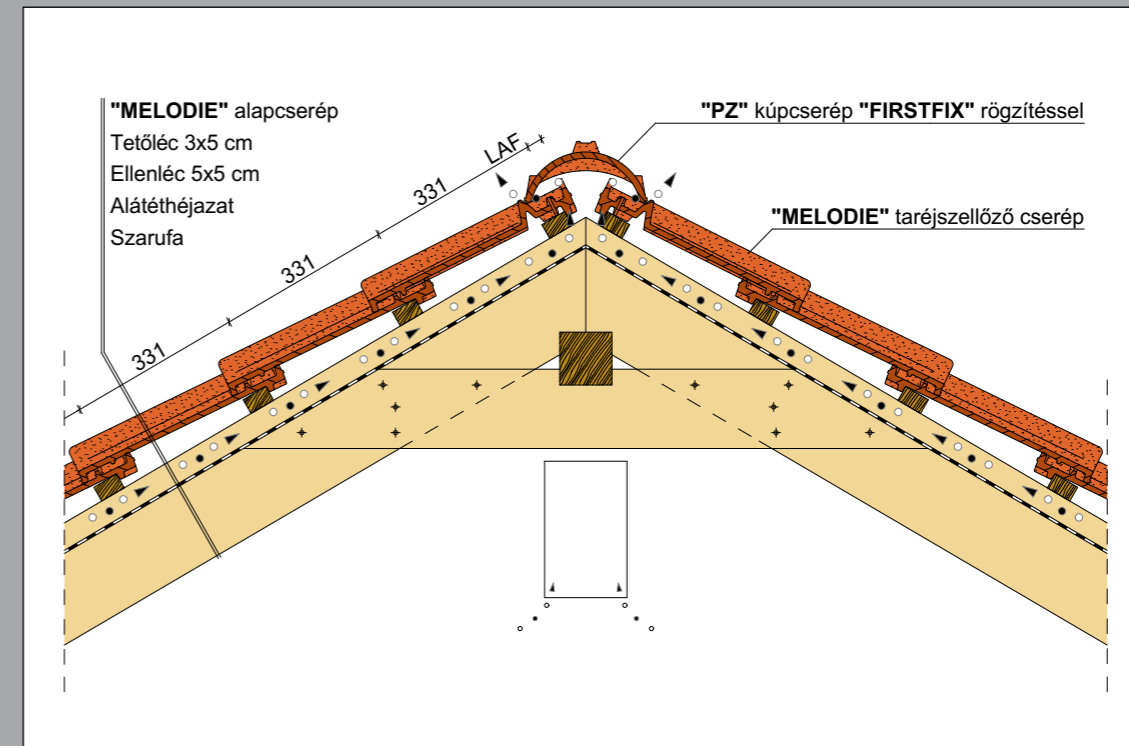 "MELODIE" alapcserép
Tetőléc 3x5 cm
Ellenléc 5x5 cm
Alátéthéjazat
Szarufa
"PZ" kúpcserép "FIRSTFIX" rögzítéssel
"MELODIE" taréjszellőző cserép
LAF
331
331
331